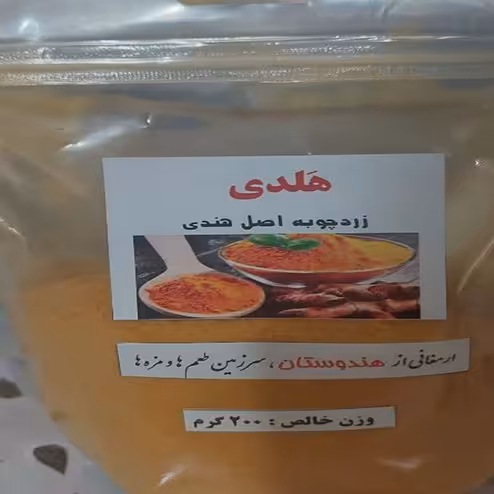 هَلدی
زردچوبه اصل هندی
ارمغانی از هندوستان ، سرزمین طعم ها و مزه ها
وزن خالص : ۲۰۰ گرم